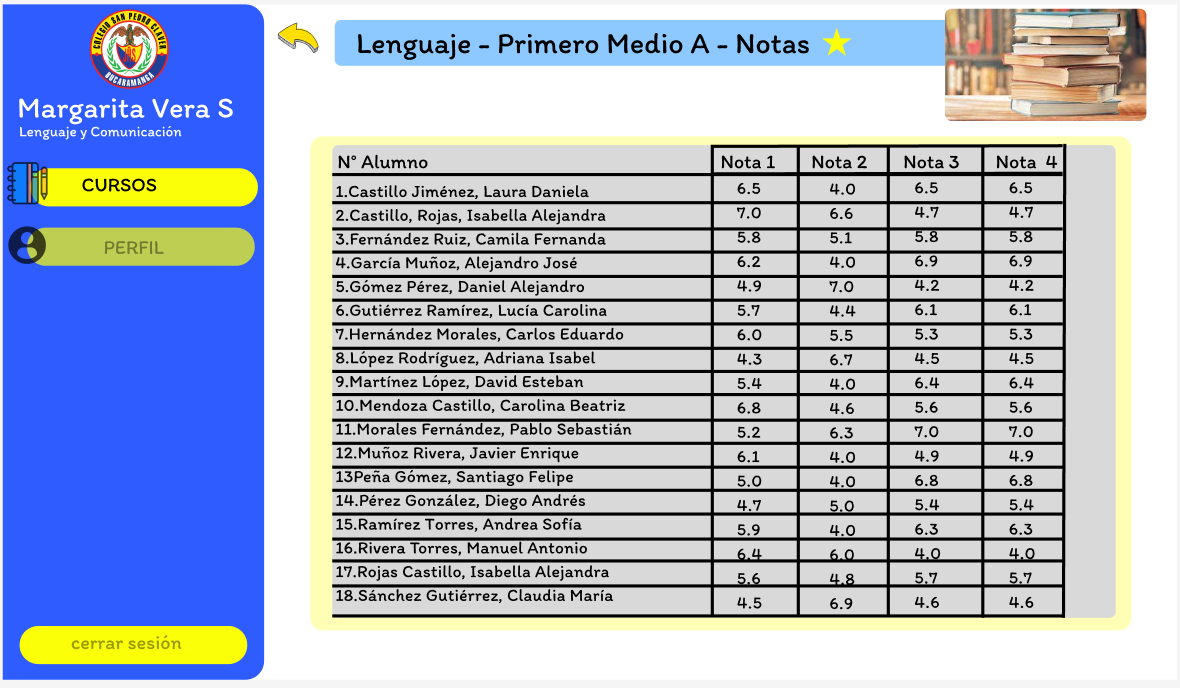 COLEGIO SAN PEDRO CLAVER
BUCARAMANGA
Margarita Vera S
Lenguaje y Comunicación
CURSOS
PERFIL
cerrar sesión
Lenguaje - Primero Medio A - Notas
N° Alumno Nota 1 Nota 2 Nota 3 Nota 4
1.Castillo Jiménez, Laura Daniela 6.5 4.0 6.5 6.5
2.Castillo, Rojas, Isabella Alejandra 7.0 6.6 4.7 4.7
3.Fernández Ruiz, Camila Fernanda 5.8 5.1 5.8 5.8
4.García Muñoz, Alejandro José 6.2 4.0 6.9 6.9
5.Gómez Pérez, Daniel Alejandro 4.9 7.0 4.2 4.2
6.Gutiérrez Ramírez, Lucía Carolina 5.7 4.4 6.1 6.1
7.Hernández Morales, Carlos Eduardo 6.0 5.5 5.3 5.3
8.López Rodríguez, Adriana Isabel 4.3 6.7 4.5 4.5
9.Martínez López, David Esteban 5.4 4.0 6.4 6.4
10.Mendoza Castillo, Carolina Beatriz 6.8 4.6 5.6 5.6
11.Morales Fernández, Pablo Sebastián 5.2 6.3 7.0 7.0
12.Muñoz Rivera, Javier Enrique 6.1 4.0 4.9 4.9
13Peña Gómez, Santiago Felipe 5.0 4.0 6.8 6.8
14.Pérez González, Diego Andrés 4.7 5.0 5.4 5.4
15.Ramírez Torres, Andrea Sofía 5.9 4.0 6.3 6.3
16.Rivera Torres, Manuel Antonio 6.4 6.0 4.0 4.0
17.Rojas Castillo, Isabella Alejandra 5.6 4.8 5.7 5.7
18.Sánchez Gutiérrez, Claudia María 4.5 6.9 4.6 4.6